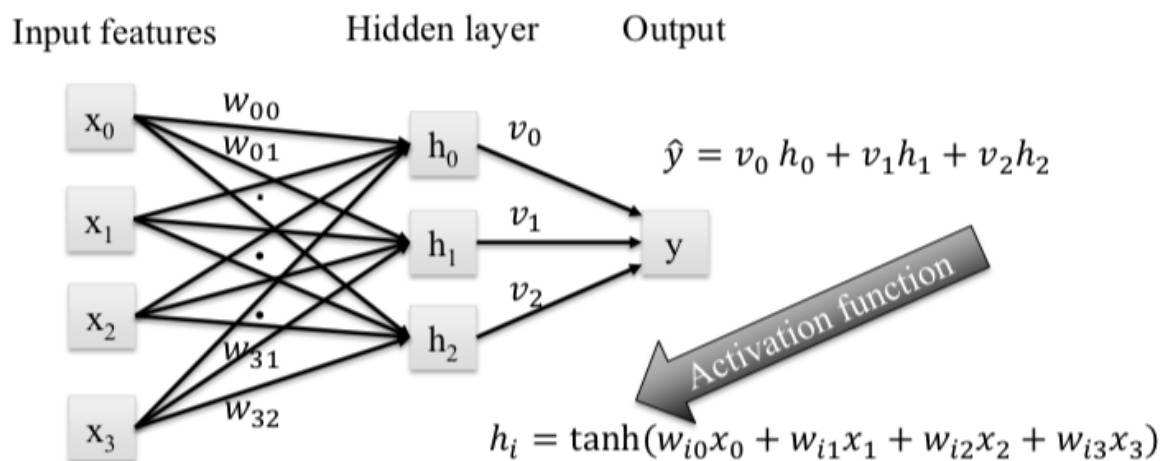 Input features
Hidden layer
Output
x₀
x₁
x₂
x₃
w₀₀
w₀₁
.
.
.
w₃₁
w₃₂
h₀
h₁
h₂
v₀
v₁
v₂
y
ŷ = v₀ h₀ + v₁h₁ + v₂h₂
Activation function
hᵢ = tanh(wᵢ₀x₀ + wᵢ₁x₁ + wᵢ₂x₂ + wᵢ₃x₃)